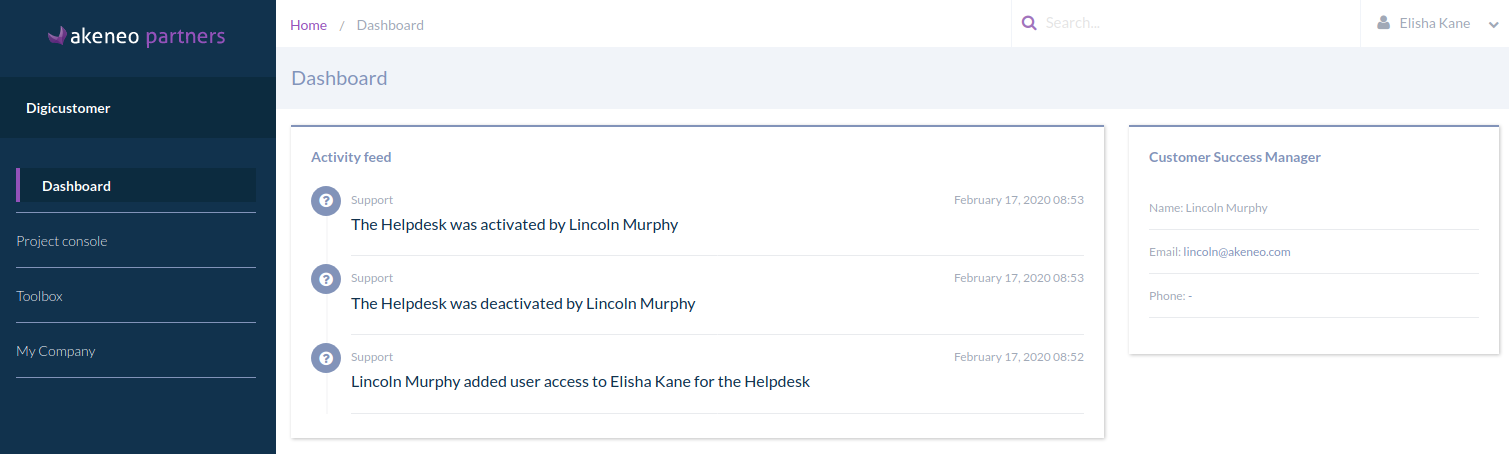 akeneo partners
Digicustomer
Dashboard
Project console
Toolbox
My Company
Home / Dashboard
Search...
Elisha Kane
Dashboard
Activity feed
Support February 17, 2020 08:53
The Helpdesk was activated by Lincoln Murphy
Support February 17, 2020 08:53
The Helpdesk was deactivated by Lincoln Murphy
Support February 17, 2020 08:52
Lincoln Murphy added user access to Elisha Kane for the Helpdesk
Customer Success Manager
Name: Lincoln Murphy
Email: lincoln@akeneo.com
Phone: -